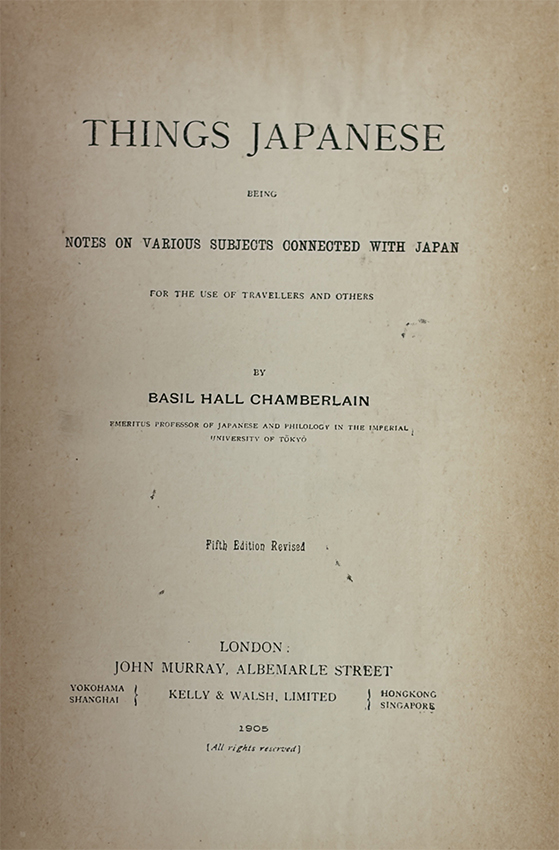 THINGS JAPANESE
BEING
NOTES ON VARIOUS SUBJECTS CONNECTED WITH JAPAN
FOR THE USE OF TRAVELLERS AND OTHERS
BY
BASIL HALL CHAMBERLAIN
EMERITUS PROFESSOR OF JAPANESE AND PHILOLOGY IN THE IMPERIAL
UNIVERSITY OF TŌKYŌ
Fifth Edition Revised
LONDON:
JOHN MURRAY, ALBEMARLE STREET
YOKOHAMA
SHANGHAI } KELLY & WALSH, LIMITED { HONGKONG
SINGAPORE
1905
[All rights reserved]